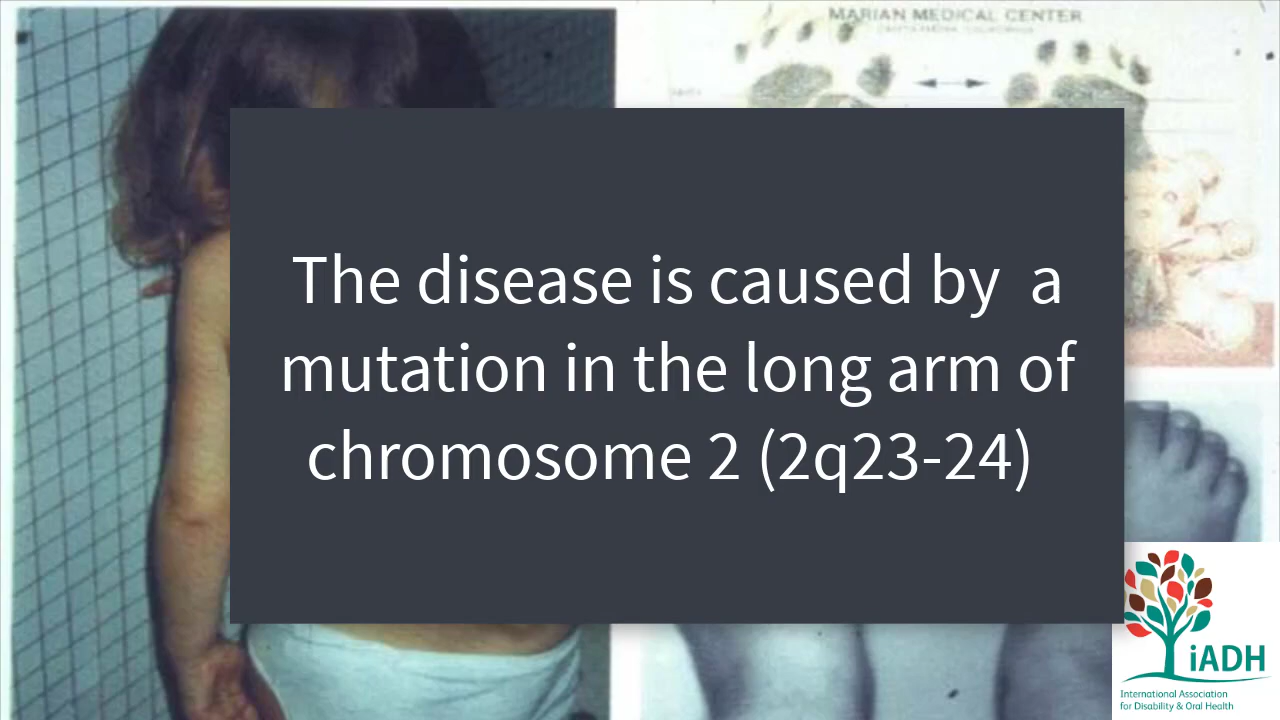 MARIAN MEDICAL CENTER
The disease is caused by  a
mutation in the long arm of
chromosome 2 (2q23-24)
iADH
International Association
for Disability & Oral Health